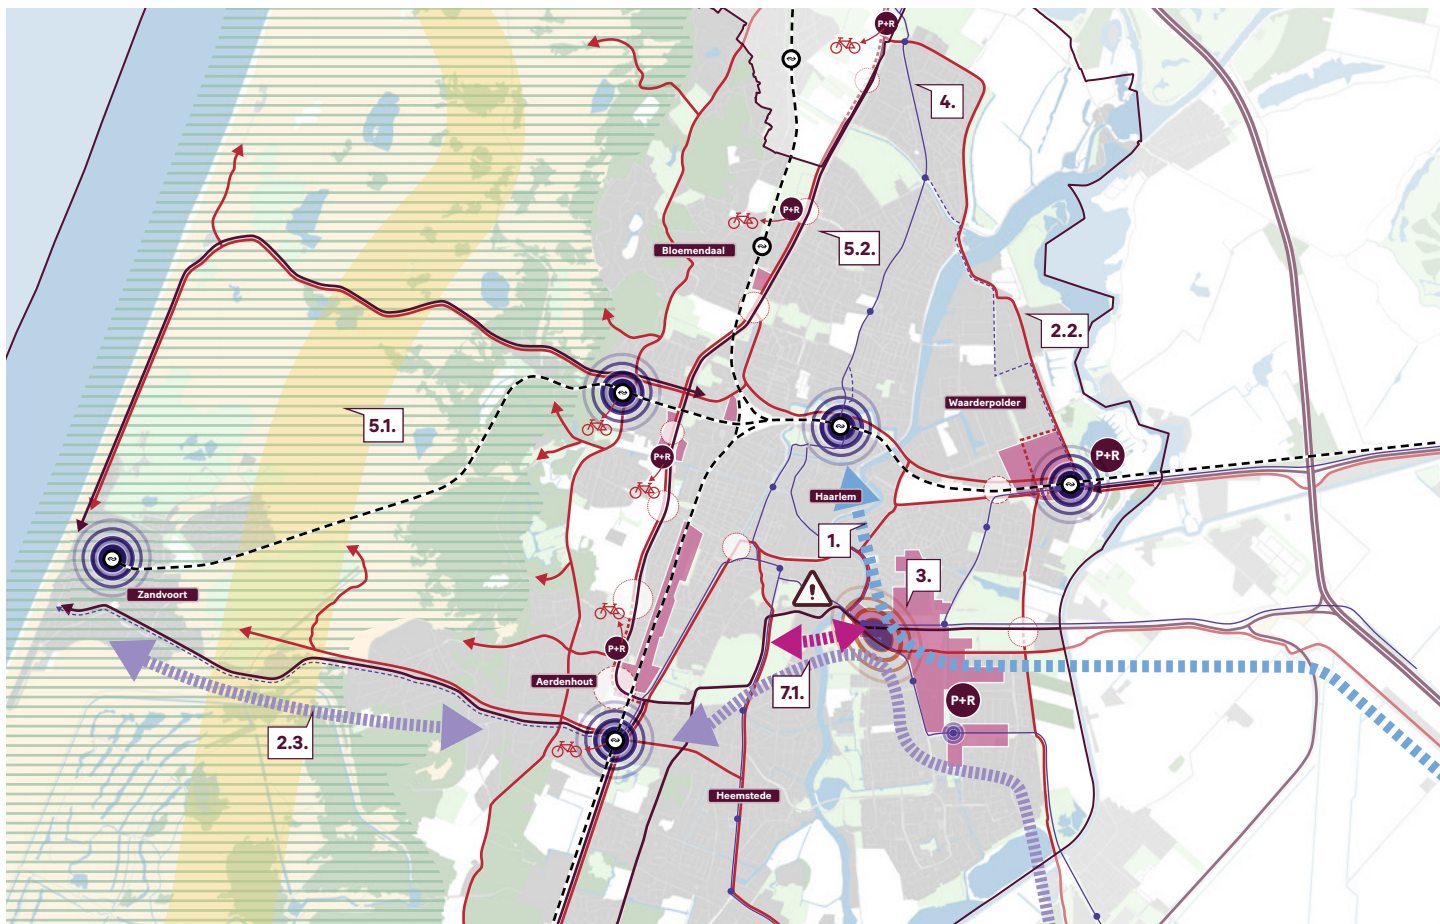 P+R
4.
P+R
5.2.
Bloemendaal
2.2.
Waarderpolder
5.1.
P+R
P+R
Haarlem
1.
3.
Zandvoort
P+R
Aerdenhout
7.1.
P+R
2.3.
Heemstede